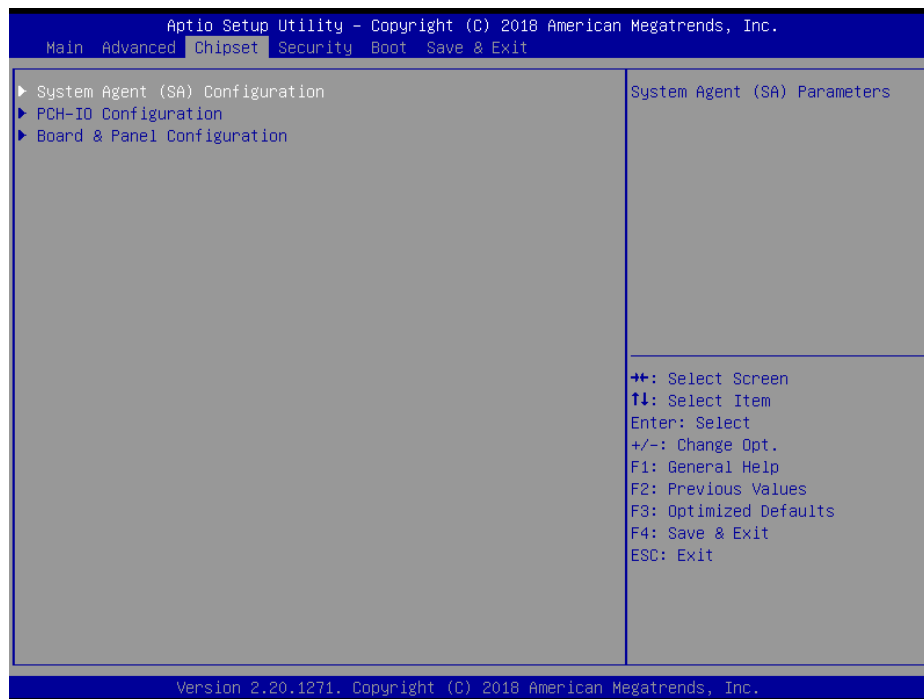 Aptio Setup Utility – Copyright (C) 2018 American Megatrends, Inc.
Main Advanced Chipset Security Boot Save & Exit
▶ System Agent (SA) Configuration
▶ PCH-IO Configuration
▶ Board & Panel Configuration
System Agent (SA) Parameters
→←: Select Screen
↑↓: Select Item
Enter: Select
+/-: Change Opt.
F1: General Help
F2: Previous Values
F3: Optimized Defaults
F4: Save & Exit
ESC: Exit
Version 2.20.1271. Copyright (C) 2018 American Megatrends, Inc.